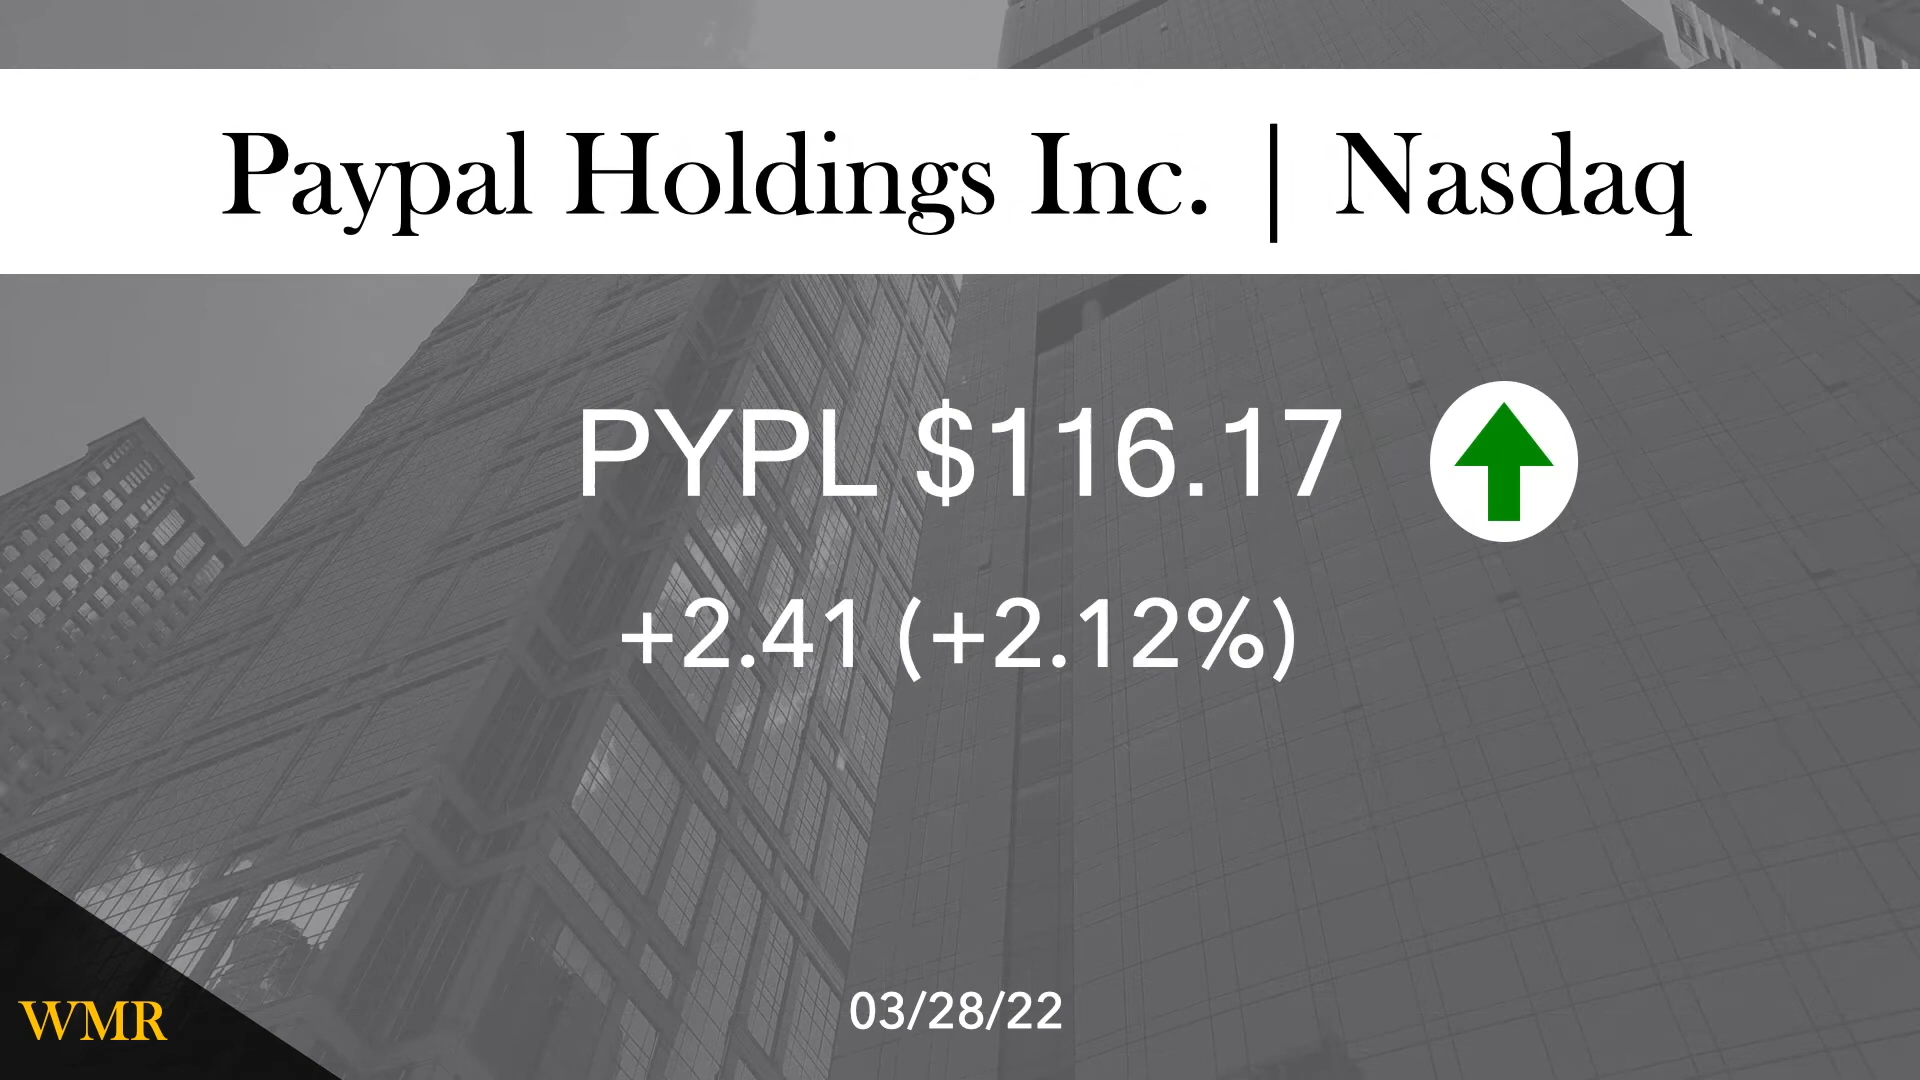 Paypal Holdings Inc. | Nasdaq
PYPL $116.17
+2.41 (+2.12%)
03/28/22
WMR